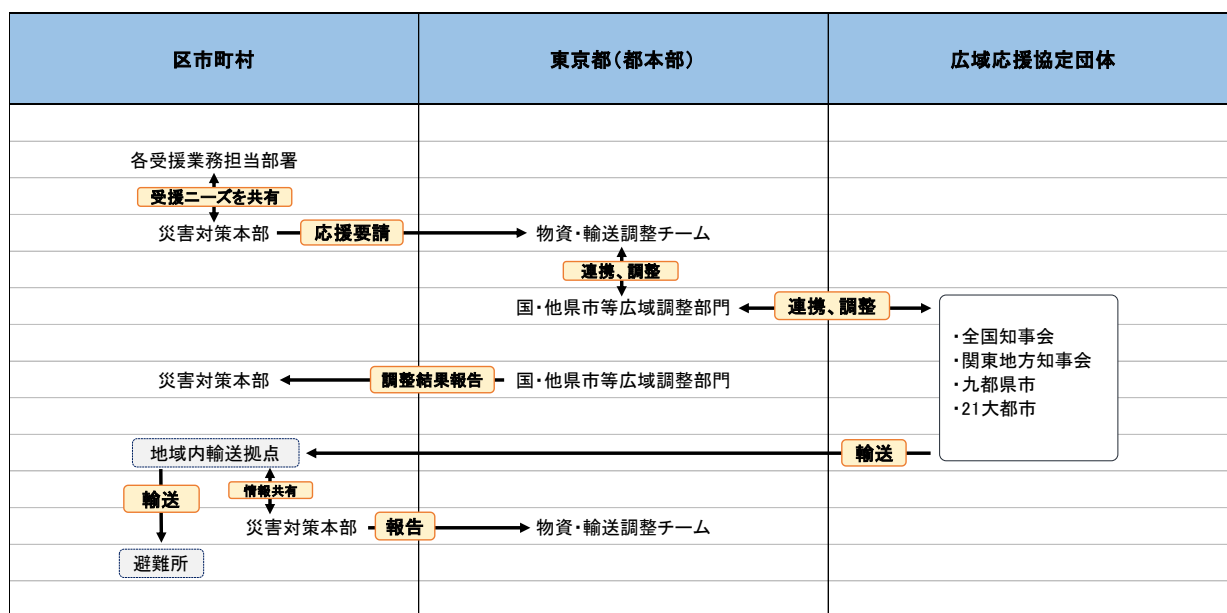 区市町村
東京都(都本部)
広域応援協定団体
各受援業務担当部署
受援ニーズを共有
災害対策本部
応援要請
物資・輸送調整チーム
連携、調整
国・他県市等広域調整部門
連携、調整
・全国知事会
・関東地方知事会
・九都県市
・21大都市
災害対策本部
調整結果報告
国・他県市等広域調整部門
地域内輸送拠点
輸送
輸送
情報共有
災害対策本部
報告
物資・輸送調整チーム
避難所